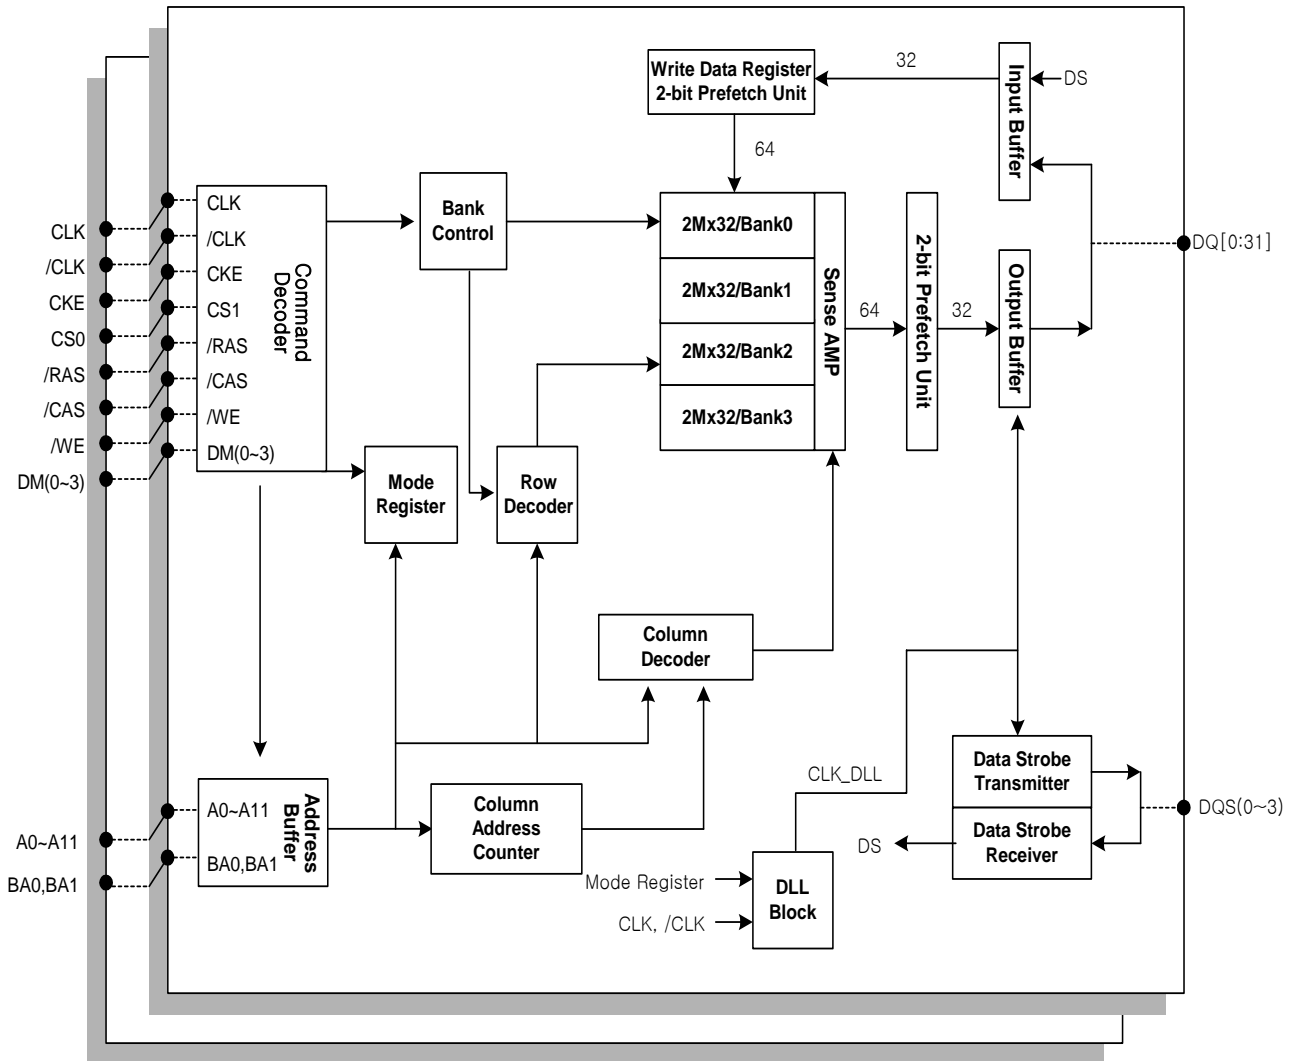 Write Data Register
2-bit Prefetch Unit
32
Input Buffer
DS
64
CLK
/CLK
CKE
CS0
/RAS
/CAS
/WE
DM(0~3)
CLK
/CLK
CKE
CS1
/RAS
/CAS
/WE
DM(0~3)
Command
Decoder
Bank
Control
2Mx32/Bank0
2Mx32/Bank1
2Mx32/Bank2
2Mx32/Bank3
Sense AMP
64
2-bit Prefetch Unit
32
Output Buffer
DQ[0:31]
Mode
Register
Row
Decoder
Column
Decoder
CLK_DLL
Data Strobe
Transmitter
Data Strobe
Receiver
DQS(0~3)
DS
A0~A11
BA0,BA1
A0~A11
BA0,BA1
Address
Buffer
Column
Address
Counter
Mode Register
CLK, /CLK
DLL
Block